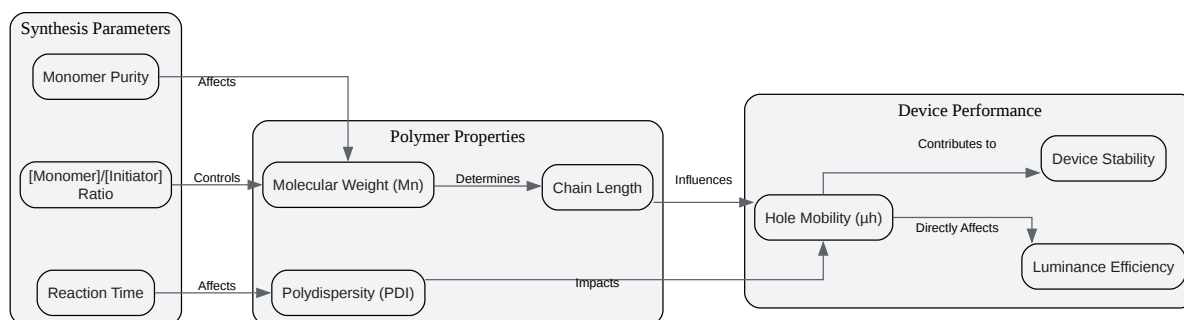 Synthesis Parameters
Monomer Purity
Affects
[Monomer]/[Initiator]
Ratio
Controls
Reaction Time
Affects
Polymer Properties
Molecular Weight (Mn)
Determines
Chain Length
Influences
Polydispersity (PDI)
Impacts
Device Performance
Contributes to
Device Stability
Hole Mobility (μh)
Directly Affects
Luminance Efficiency